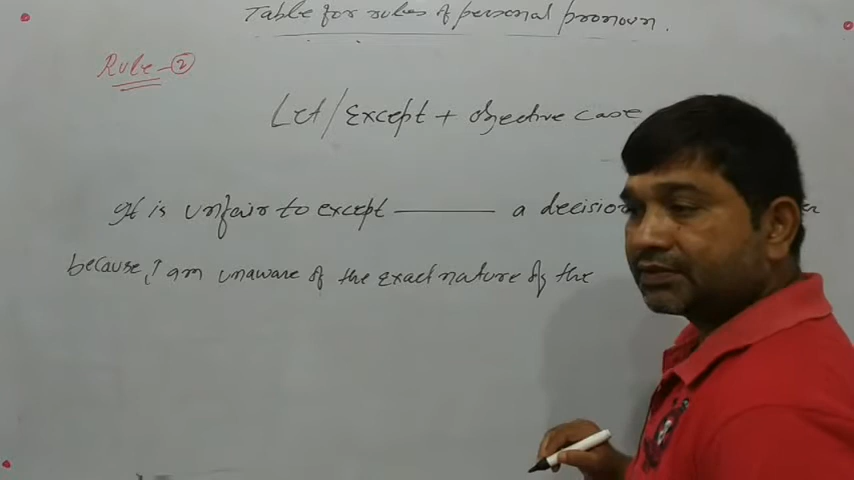 Table for rules of personal pronoun.
Rule-②
Let/Except + objective case
It is unfair to except ——— a decision
because, I am unaware of the exact nature of the